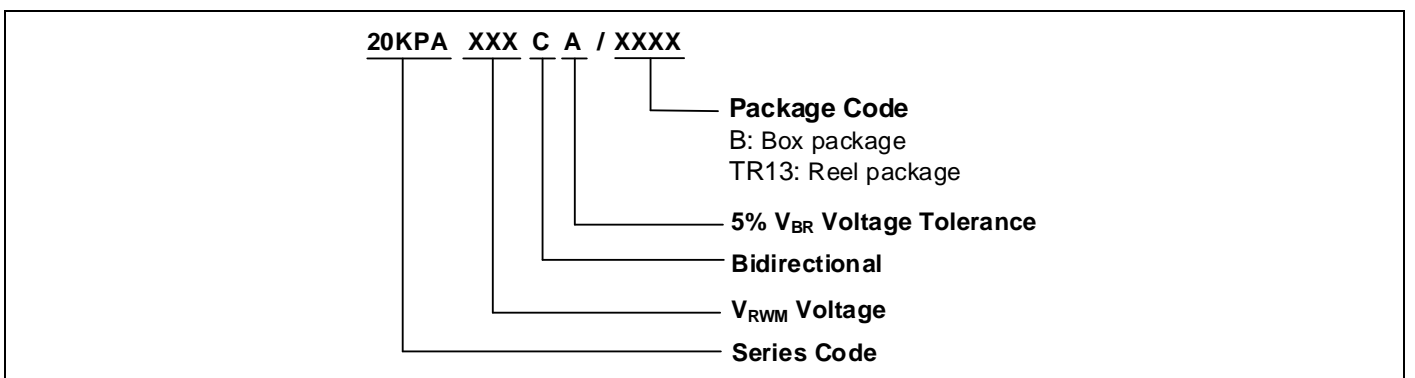 20KPA XXX C A / XXXX
Package Code
B: Box package
TR13: Reel package
5% VBR Voltage Tolerance
Bidirectional
VRWM Voltage
Series Code